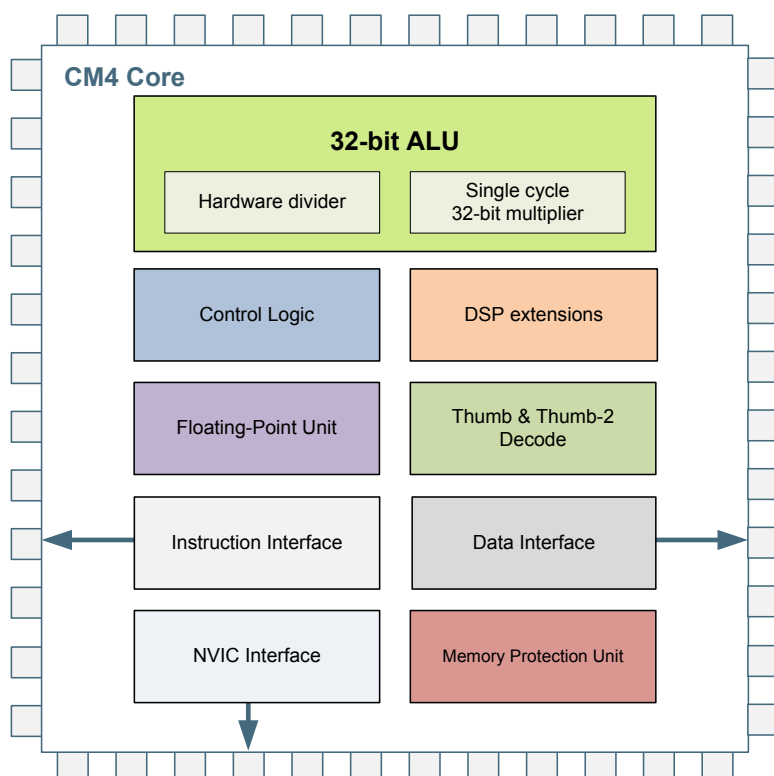 CM4 Core
32-bit ALU
Hardware divider
Single cycle
32-bit multiplier
Control Logic
DSP extensions
Floating-Point Unit
Thumb & Thumb-2
Decode
Instruction Interface
Data Interface
NVIC Interface
Memory Protection Unit